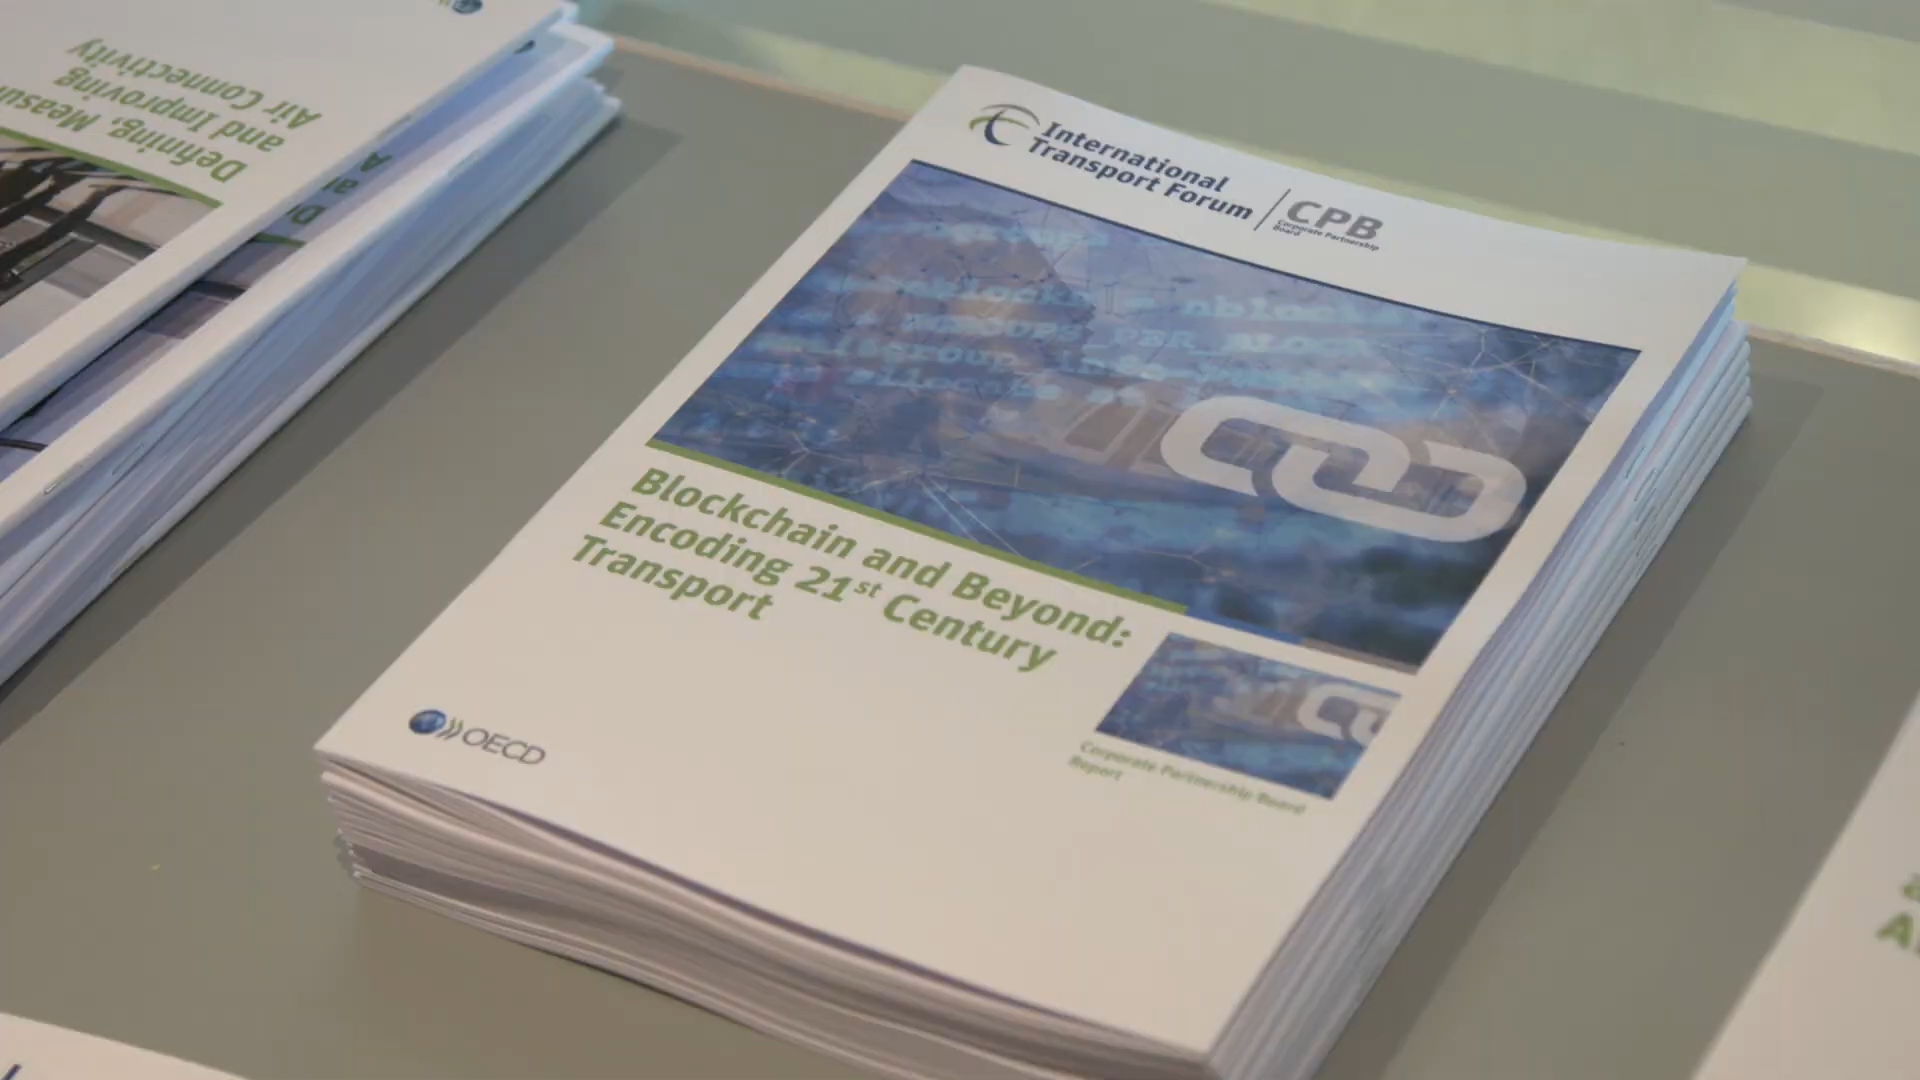 International
Transport Forum
CPB
Corporate Partnership
Board
Blockchain and Beyond:
Encoding 21st Century
Transport
OECD
Corporate Partnership Board
Report
Defining,
and Improving
Air Connectivity